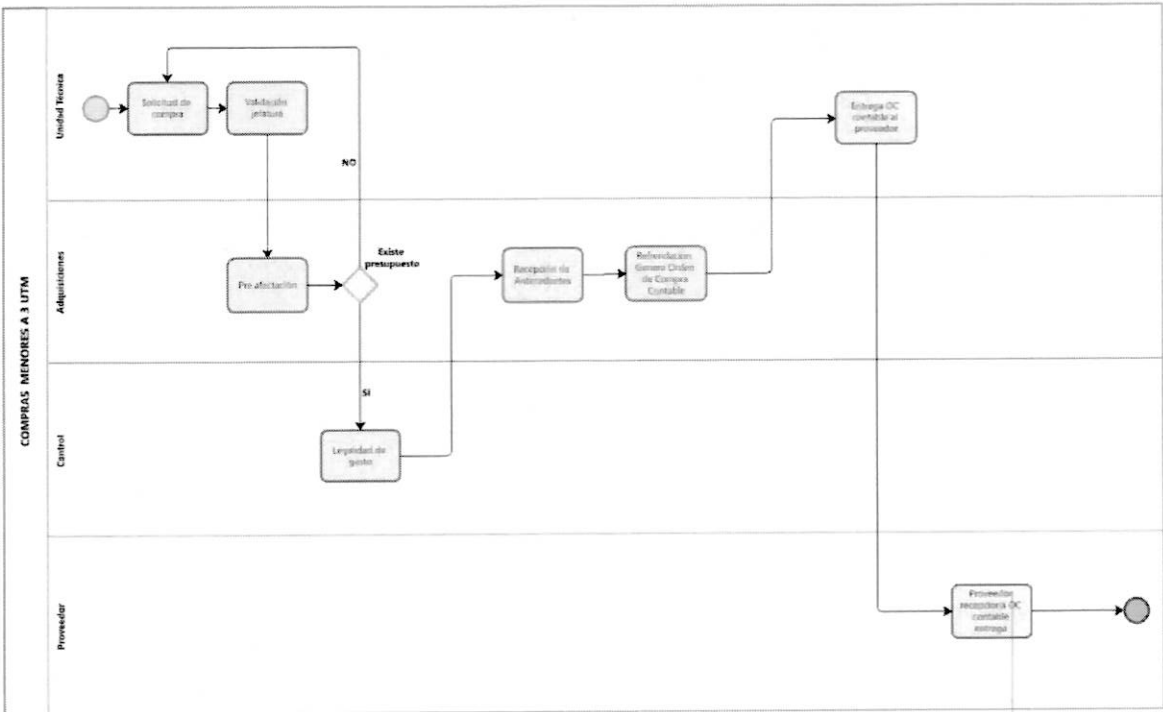 COMPRAS MENORES A 3 UTM
Unidad Técnica
Solicitud de
compra
Validación
jefatura
Entrega OC
contable al
proveedor
NO
Adquisiciones
Pre afectación
Existe
presupuesto
Recepción de
Antecedentes
Refrendación
Genera Orden
de Compra
Contable
SI
Control
Legalidad de
gasto
Proveedor
Proveedor
recepciona OC
contable
entrega